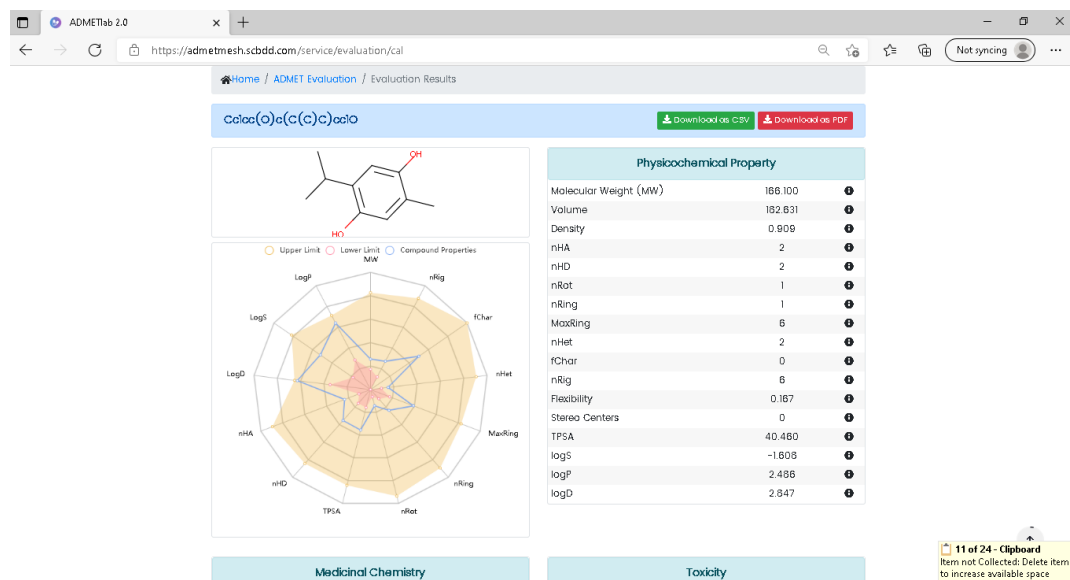 ADMETlab 2.0
https://admetmesh.scbdd.com/service/evaluation/cal
Not syncing
Home / ADMET Evaluation / Evaluation Results
Cc1cc(O)c(C(C)C)cc1O
Download as CSV Download as PDF
OH
HO
Upper Limit Lower Limit Compound Properties
MW
LogP
nRig
LogS
fChar
LogD
nHet
nHA
MaxRing
nHD
nRing
TPSA
nRot
Physicochemical Property
Molecular Weight (MW) 166.100
Volume 182.631
Density 0.909
nHA 2
nHD 2
nRot 1
nRing 1
MaxRing 6
nHet 2
fChar 0
nRig 6
Flexibility 0.167
Stereo Centers 0
TPSA 40.460
logS -1.608
logP 2.486
logD 2.847
Medicinal Chemistry
Toxicity
11 of 24 - Clipboard
Item not Collected: Delete item
to increase available space